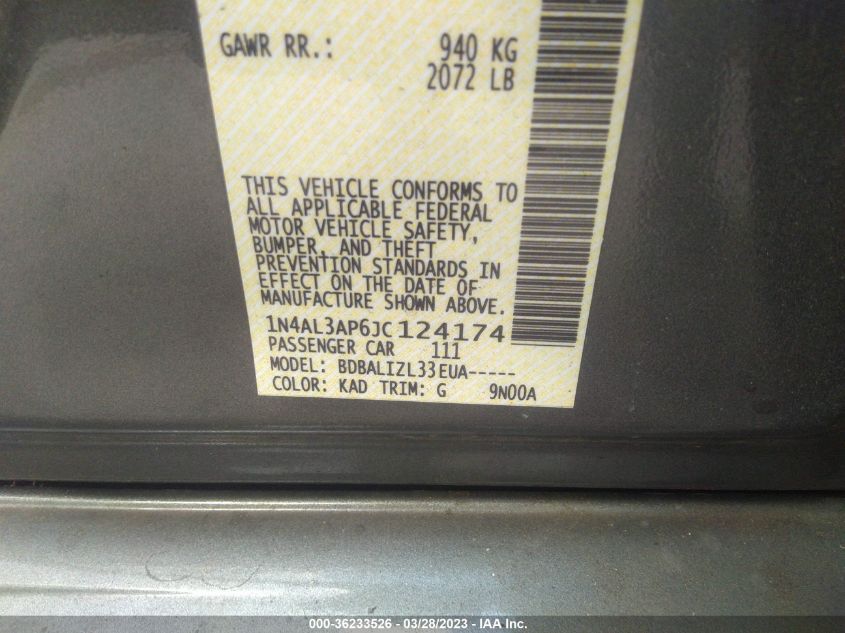 GAWR RR.: 940 KG
2072 LB
THIS VEHICLE CONFORMS TO
ALL APPLICABLE FEDERAL
MOTOR VEHICLE SAFETY,
BUMPER, AND THEFT
PREVENTION STANDARDS IN
EFFECT ON THE DATE OF
MANUFACTURE SHOWN ABOVE.
1N4AL3AP6JC124174
PASSENGER CAR 111
MODEL: BDBALIZL33EUA-----
COLOR: KAD TRIM: G 9N00A
000-36233526 - 03/28/2023 - IAA Inc.